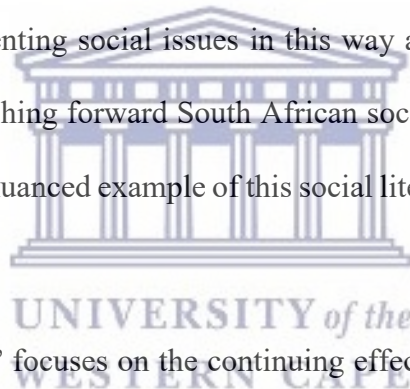 enting social issues in this way a
hing forward South African soc
uanced example of this social lite
UNIVERSITY of the
' focuses on the continuing effec
WESTERN C